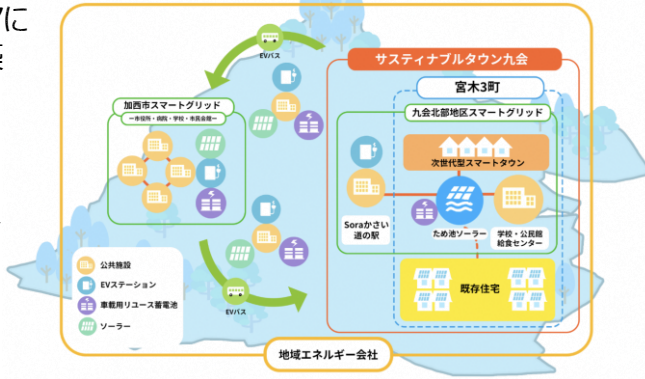 に
EVバス
サスティナブルタウン九会
宮木3町
加西市スマートグリッド
ー市役所・病院・学校・市民会館ー
九会北部地区スマートグリッド
次世代型スマートタウン
Soraかさい
道の駅
ため池ソーラー
学校・公民館
給食センター
既存住宅
公共施設
EVステーション
車載用リユース蓄電池
ソーラー
EVバス
地域エネルギー会社